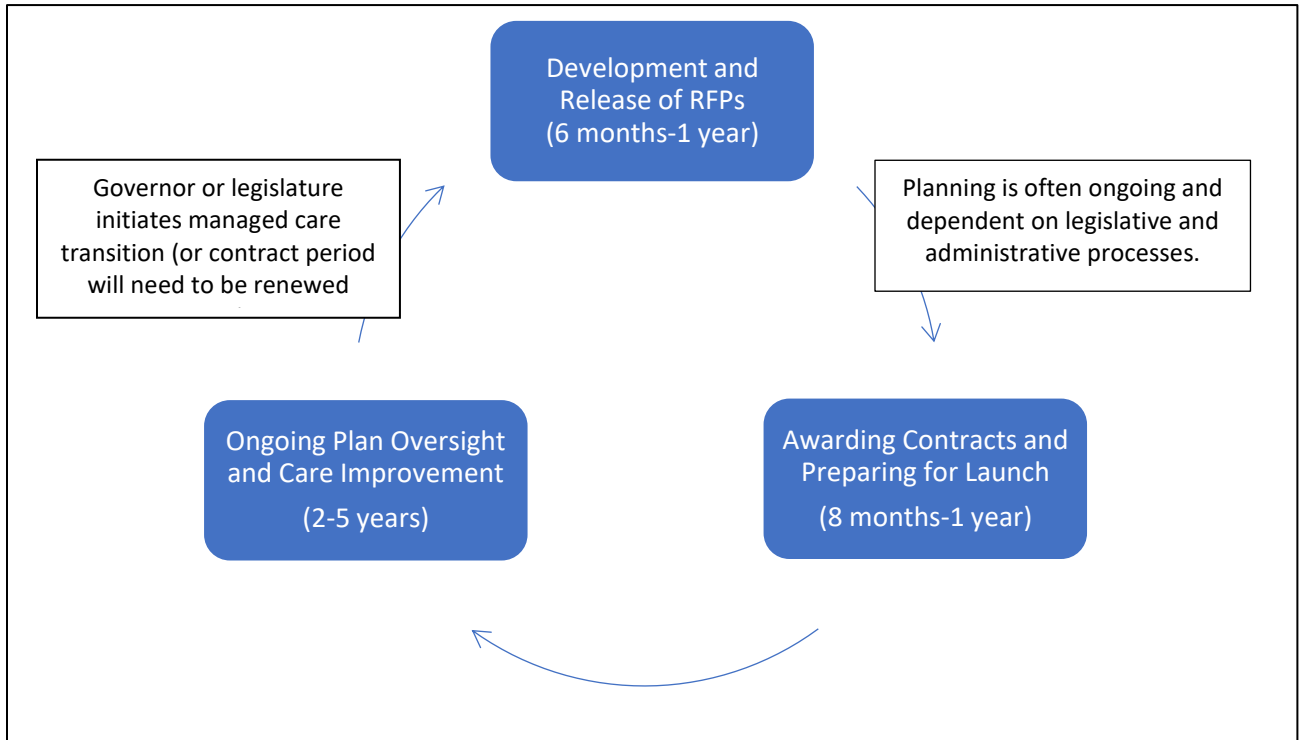 Development and
Release of RFPs
(6 months-1 year)
Governor or legislature
initiates managed care
transition (or contract period
will need to be renewed
Planning is often ongoing and
dependent on legislative and
administrative processes.
Ongoing Plan Oversight
and Care Improvement
(2-5 years)
Awarding Contracts and
Preparing for Launch
(8 months-1 year)